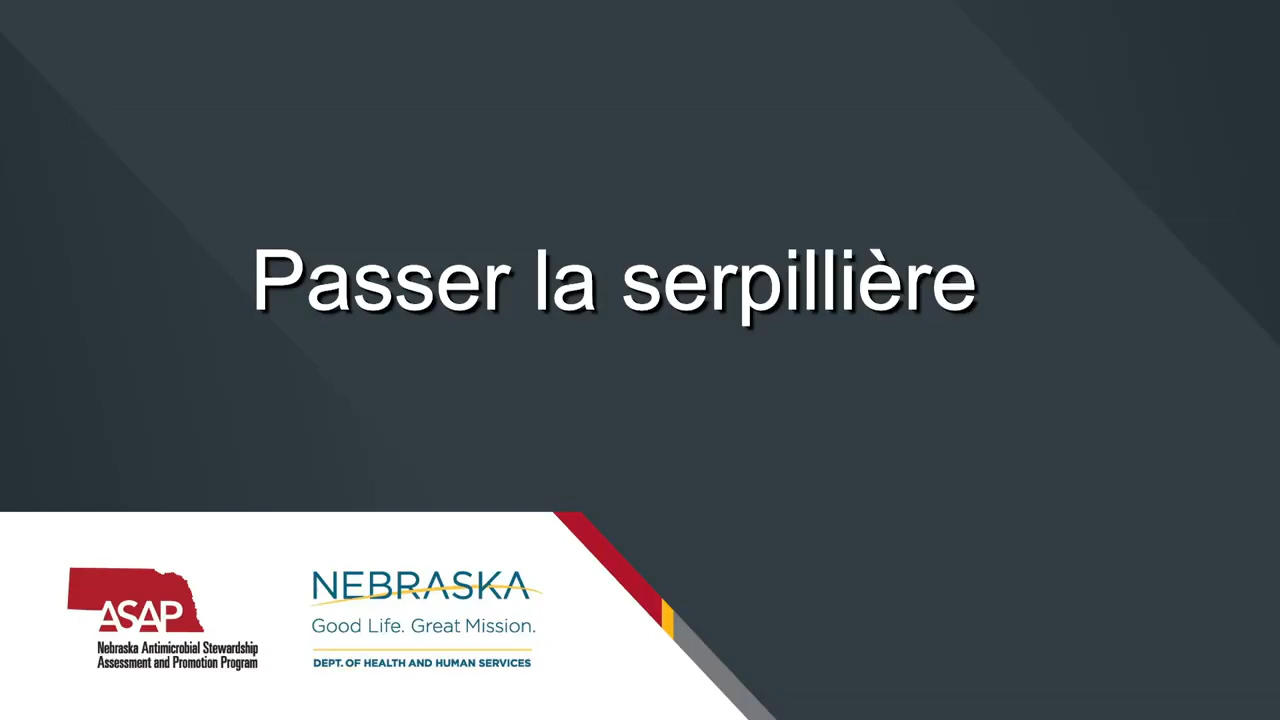 Passer la serpillière
ASAP
Nebraska Antimicrobial Stewardship
Assessment and Promotion Program
NEBRASKA
Good Life. Great Mission.
DEPT. OF HEALTH AND HUMAN SERVICES